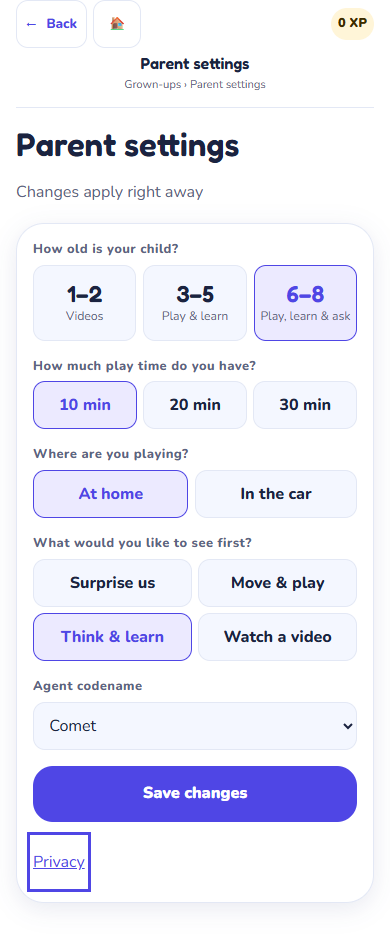 ← Back
0 XP
Parent settings
Grown-ups › Parent settings
Parent settings
Changes apply right away
How old is your child?
1–2 3–5 6–8
Videos Play & learn Play, learn & ask
How much play time do you have?
10 min 20 min 30 min
Where are you playing?
At home In the car
What would you like to see first?
Surprise us Move & play
Think & learn Watch a video
Agent codename
Comet
Save changes
Privacy